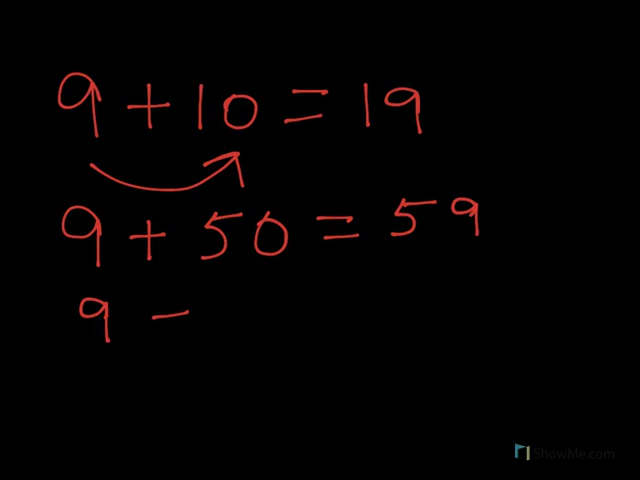 9 + 10 = 19
9 + 50 = 59
9 -
ShowMe.com